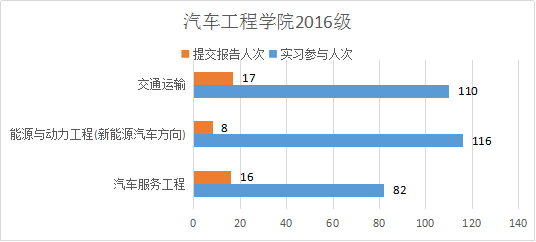 汽车工程学院2016级
提交报告人次 实习参与人次
交通运输 17 110
能源与动力工程(新能源汽车方向) 8 116
汽车服务工程 16 82
0 20 40 60 80 100 120 140